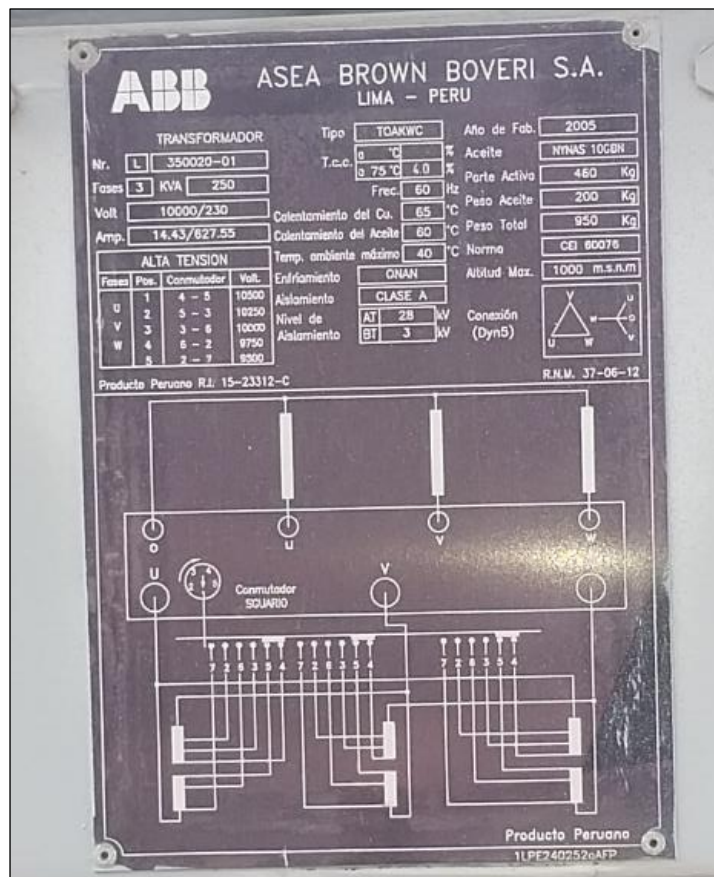 ABB ASEA BROWN BOVERI S.A.
LIMA - PERU
TRANSFORMADOR
Nr. L 350020-01
Fases 3 KVA 250
Volt 10000/230
Amp. 14.43/627.55
ALTA TENSION
Fases Pos. Conmutador Volt.
1 4 - 5 10500
U 2 5 - 3 10250
V 3 3 - 6 10000
W 4 6 - 2 9750
5 2 - 7 9500
Tipo TOAKWC
T.c.c. a °C - %
a 75 °C 4.0 %
Frec. 60 Hz
Calentamiento del Cu. 65 °C
Calentamiento del Aceite 60 °C
Temp. ambiente máximo 40 °C
Enfriamiento ONAN
Aislamiento CLASE A
Nivel de Aislamiento AT 28 kV
BT 3 kV
Año de Fab. 2005
Aceite NYNAS 10GBN
Parte Activa 460 Kg
Peso Aceite 200 Kg
Peso Total 950 Kg
Norma CEI 60076
Altitud Max. 1000 m.s.n.m
Conexión
(Dyn5)
V U W
u o w v
Producto Peruano R.I. 15-23312-C
R.N.M. 37-06-12
o u v w
U V
3 4
2 5
Conmutador
7 2 6 3 5 4 7 2 6 3 5 4 7 2 6 3 5 4
Producto Peruano